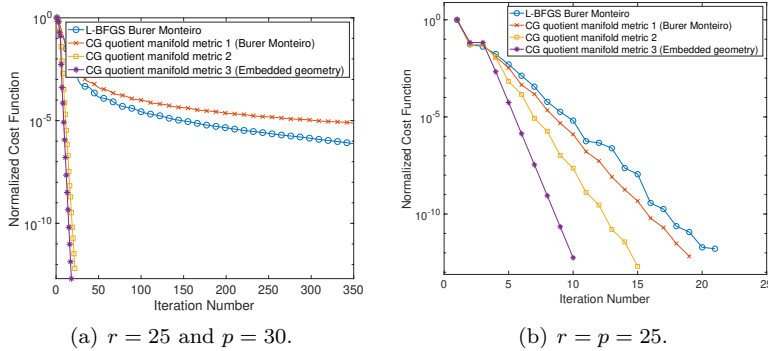 10^0
10^-5
10^-10
Normalized Cost Function
L-BFGS Burer Monteiro
CG quotient manifold metric 1 (Burer Monteiro)
CG quotient manifold metric 2
CG quotient manifold metric 3 (Embedded geometry)
0 50 100 150 200 250 300 350
Iteration Number
(a) r = 25 and p = 30.
10^0
10^-5
10^-10
Normalized Cost Function
L-BFGS Burer Monteiro
CG quotient manifold metric 1 (Burer Monteiro)
CG quotient manifold metric 2
CG quotient manifold metric 3 (Embedded geometry)
0 5 10 15 20 25
Iteration Number
(b) r = p = 25.